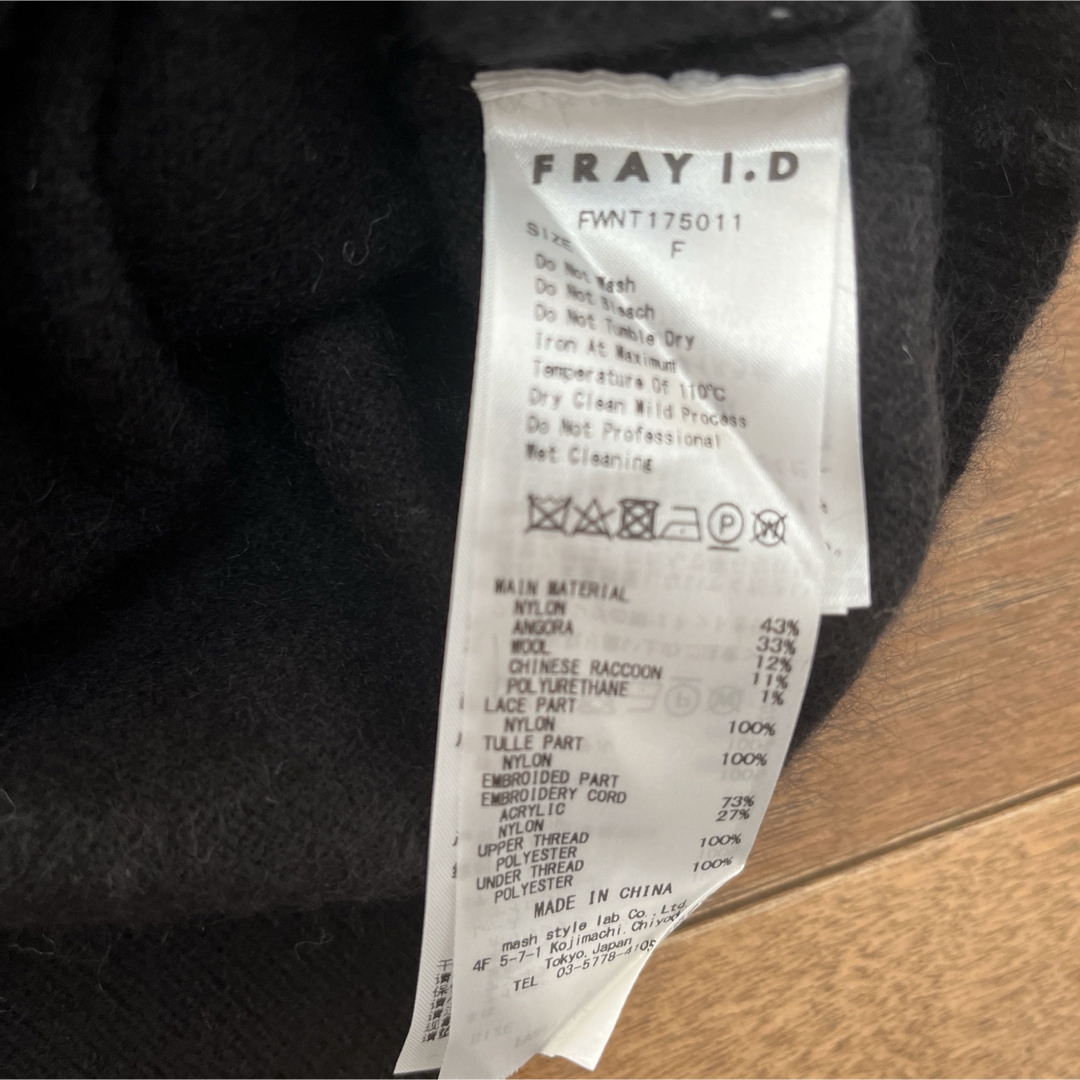 FRAY I.D
FWNT175011
SIZE F
Do Not Wash
Do Not Bleach
Do Not Tumble Dry
Iron At Maximum
Temperature Of 110℃
Dry Clean Mild Process
Do Not Professional
Wet Cleaning
P W
MAIN MATERIAL
NYLON 43%
ANGORA 33%
WOOL 12%
CHINESE RACCOON 11%
POLYURETHANE 1%
LACE PART
NYLON 100%
TULLE PART
NYLON 100%
EMBROIDED PART
EMBROIDERY CORD
ACRYLIC 73%
NYLON 27%
UPPER THREAD
POLYESTER 100%
UNDER THREAD
POLYESTER 100%
MADE IN CHINA
mash style lab Co., Ltd.
4F 5-7-1 Kojimachi, Chiyod
Tokyo, Japan
TEL 03-5778-